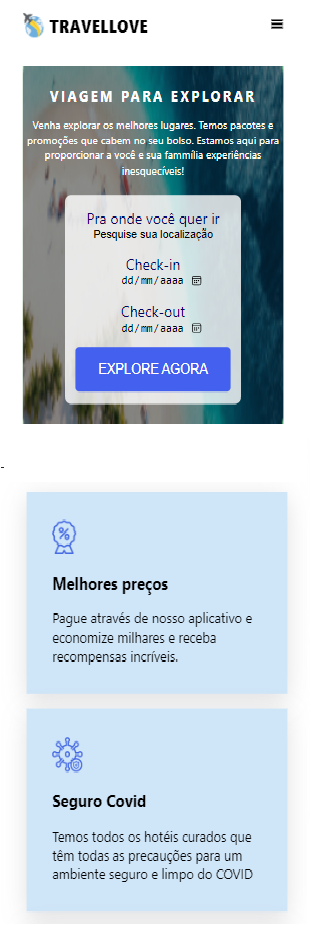 TRAVELLOVE
VIAGEM PARA EXPLORAR
Venha explorar os melhores lugares. Temos pacotes e
promoções que cabem no seu bolso. Estamos aqui para
proporcionar a você e sua fammília experiências
inesquecíveis!
Pra onde você quer ir
Pesquise sua localização
Check-in
dd/mm/aaaa
Check-out
dd/mm/aaaa
EXPLORE AGORA
-
%
Melhores preços
Pague através de nosso aplicativo e
economize milhares e receba
recompensas incríveis.
Seguro Covid
Temos todos os hotéis curados que
têm todas as precauções para um
ambiente seguro e limpo do COVID